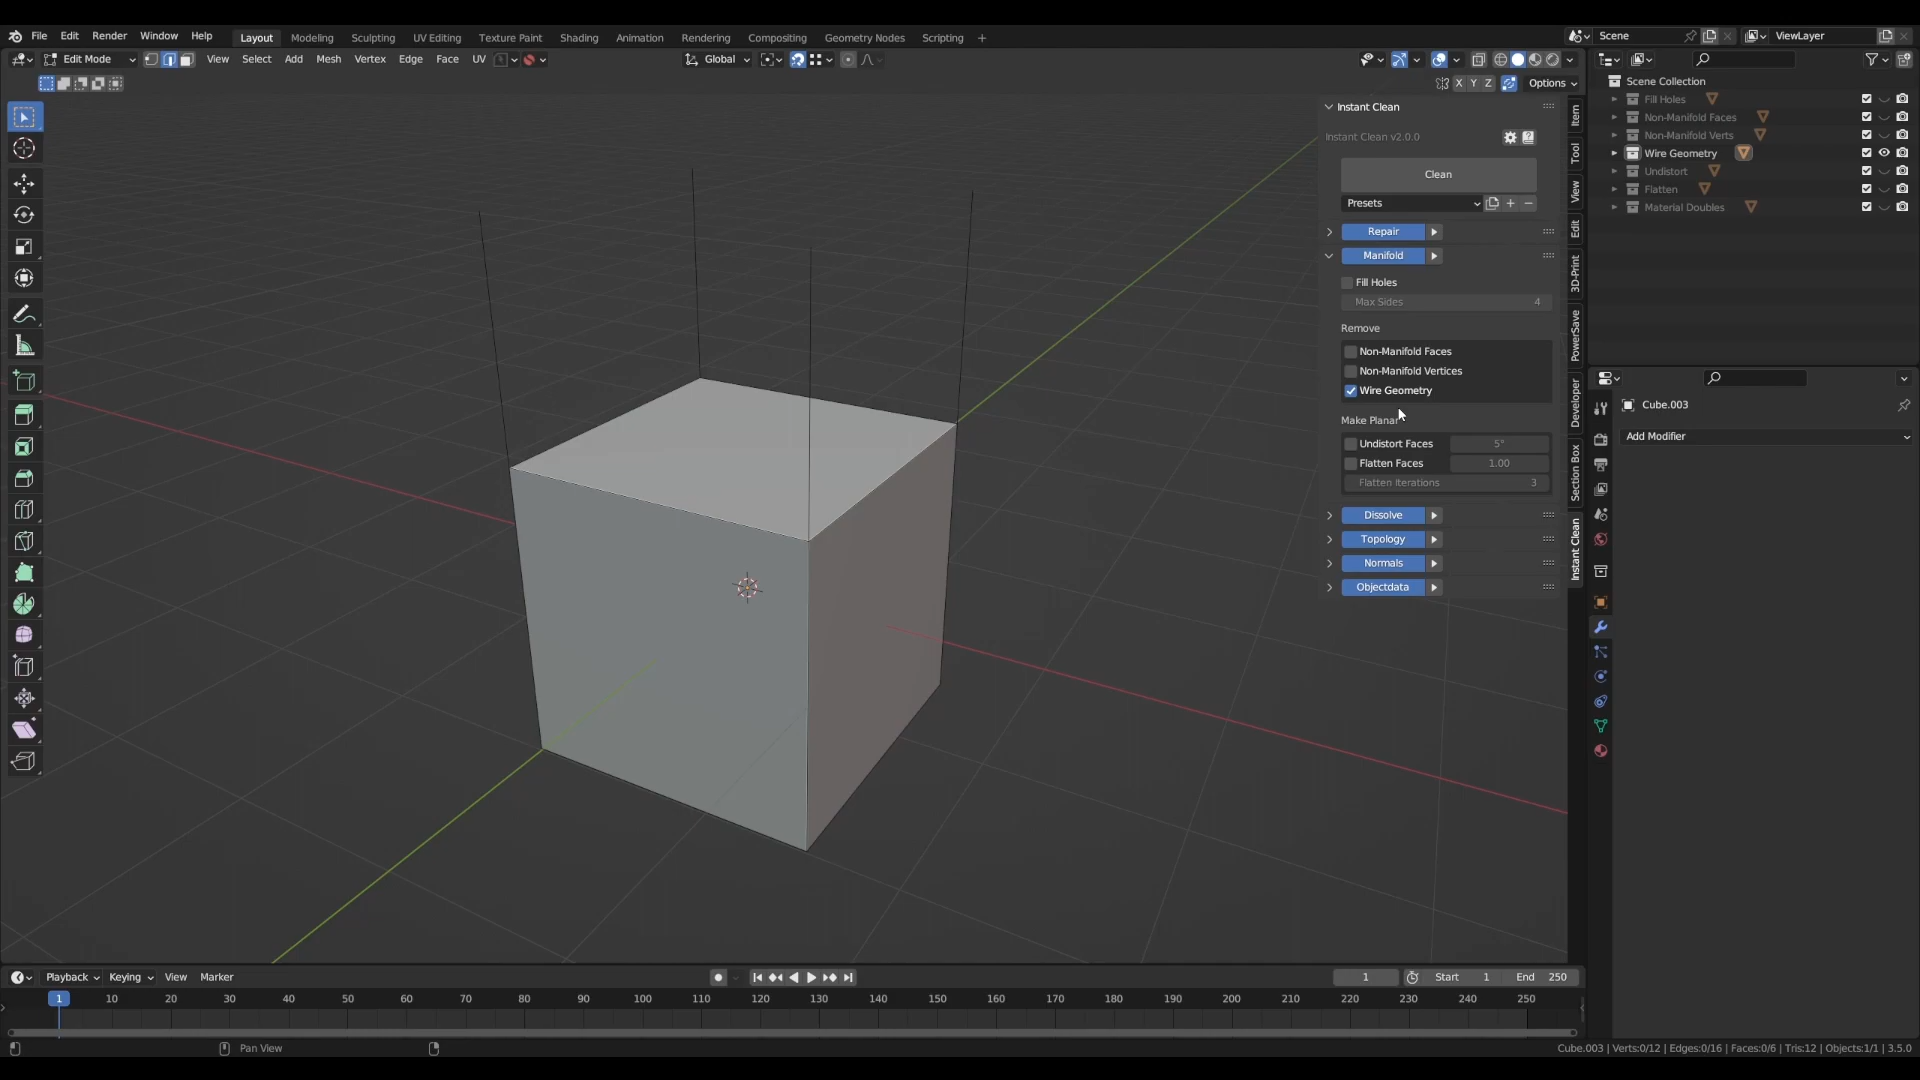 File Edit Render Window Help Layout Modeling Sculpting UV Editing Texture Paint Shading Animation Rendering Compositing Geometry Nodes Scripting + Scene ViewLayer
Edit Mode View Select Add Mesh Vertex Edge Face UV Global
X Y Z Options
Scene Collection
Fill Holes
Non-Manifold Faces
Non-Manifold Verts
Wire Geometry
Undistort
Flatten
Material Doubles
Instant Clean
Instant Clean v2.0.0
Clean
Presets
Repair
Manifold
Fill Holes
Max Sides 4
Remove
Non-Manifold Faces
Non-Manifold Vertices
Wire Geometry
Make Planar
Undistort Faces 5°
Flatten Faces 1.00
Flatten Iterations 3
Dissolve
Topology
Normals
Objectdata
Item
Tool
View
Edit
3D-Print
PowerSave
Developer
Section Box
Instant Clean
Cube.003
Add Modifier
Playback Keying View Marker 1 Start 1 End 250
1 10 20 30 40 50 60 70 80 90 100 110 120 130 140 150 160 170 180 190 200 210 220 230 240 250
Pan View
Cube.003 | Verts:0/12 | Edges:0/16 | Faces:0/6 | Tris:12 | Objects:1/1 | 3.5.0